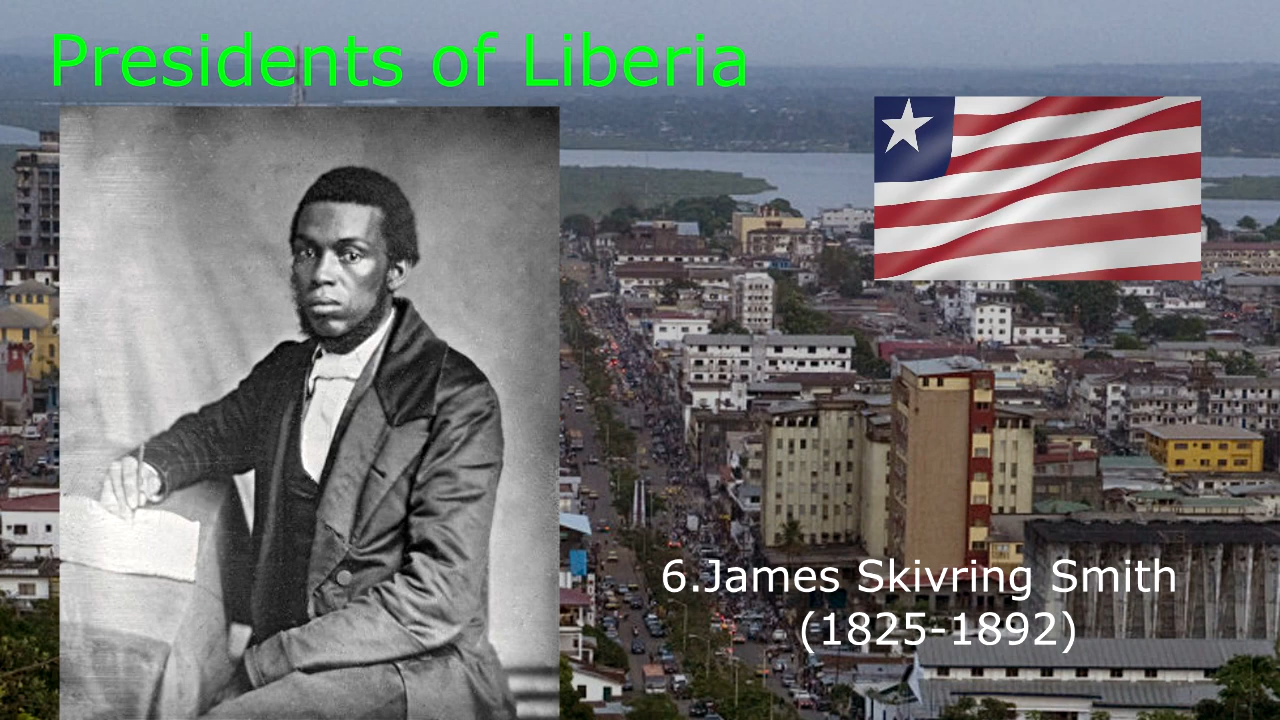 Presidents of Liberia
6.James Skivring Smith
(1825-1892)